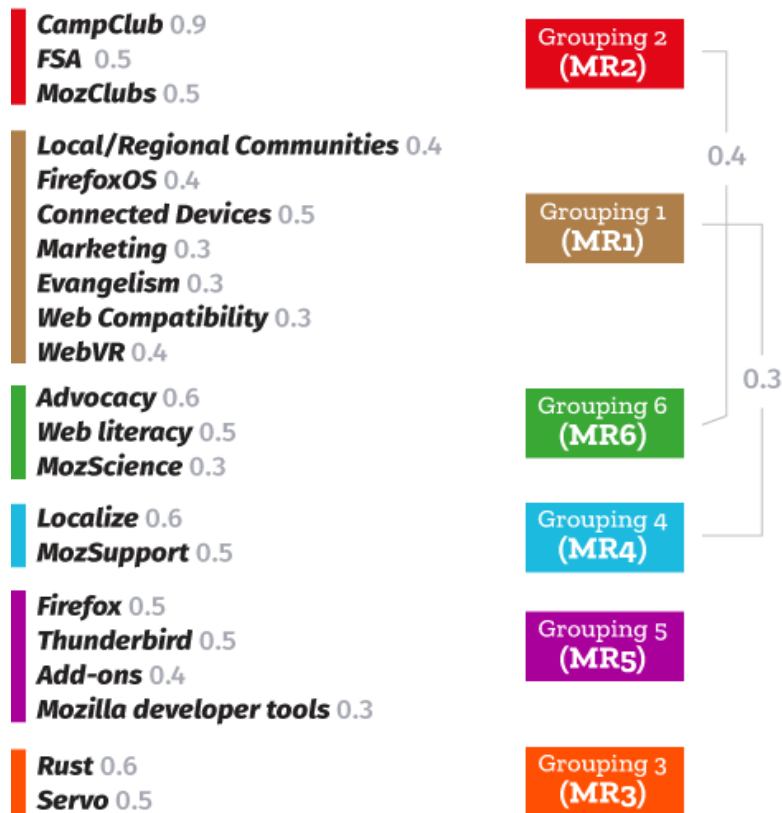 CampClub 0.9
FSA 0.5
MozClubs 0.5
Grouping 2
(MR2)
0.4
Local/Regional Communities 0.4
FirefoxOS 0.4
Connected Devices 0.5
Marketing 0.3
Evangelism 0.3
Web Compatibility 0.3
WebVR 0.4
Grouping 1
(MR1)
0.3
Advocacy 0.6
Web literacy 0.5
MozScience 0.3
Grouping 6
(MR6)
Localize 0.6
MozSupport 0.5
Grouping 4
(MR4)
Firefox 0.5
Thunderbird 0.5
Add-ons 0.4
Mozilla developer tools 0.3
Grouping 5
(MR5)
Rust 0.6
Servo 0.5
Grouping 3
(MR3)